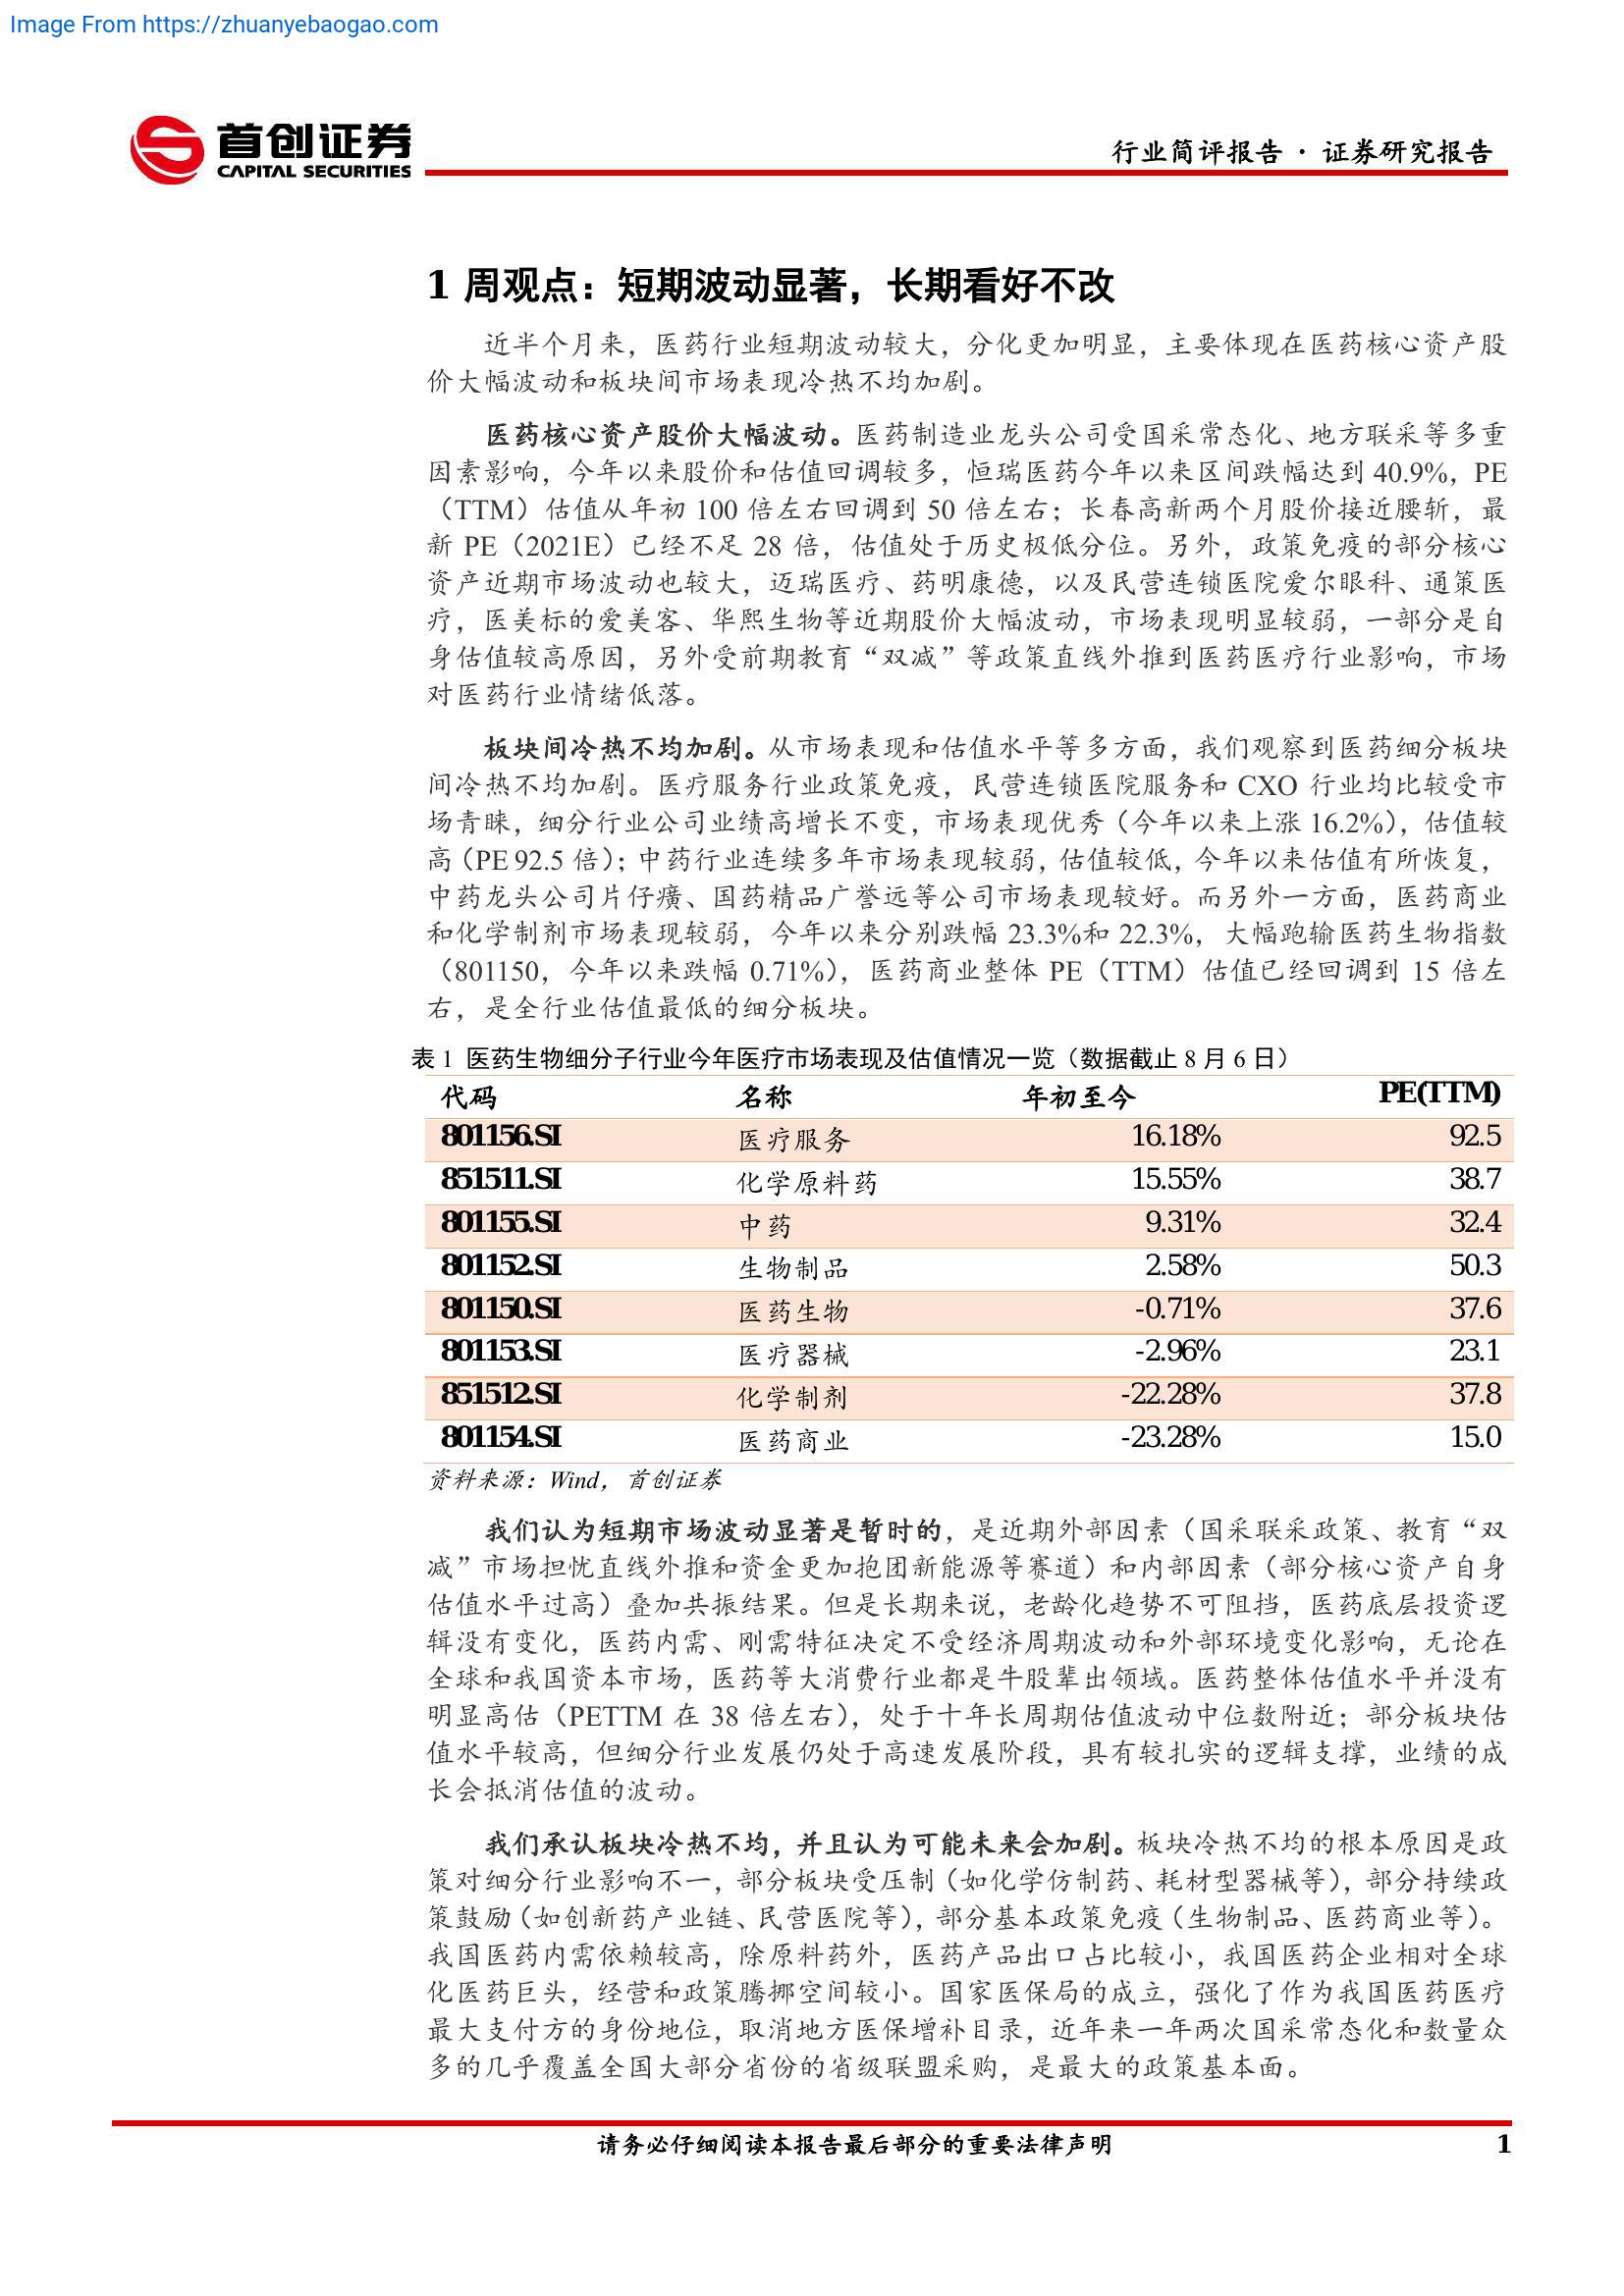 Image From https://zhuanyebaogao.com
首创证券
CAPITAL SECURITIES
行业简评报告 · 证券研究报告
1 周观点：短期波动显著，长期看好不改
近半个月来，医药行业短期波动较大，分化更加明显，主要体现在医药核心资产股
价大幅波动和板块间市场表现冷热不均加剧。
医药核心资产股价大幅波动。医药制造业龙头公司受国采常态化、地方联采等多重
因素影响，今年以来股价和估值回调较多，恒瑞医药今年以来区间跌幅达到 40.9%，PE
（TTM）估值从年初 100 倍左右回调到 50 倍左右；长春高新两个月股价接近腰斩，最
新 PE（2021E）已经不足 28 倍，估值处于历史极低分位。另外，政策免疫的部分核心
资产近期市场波动也较大，迈瑞医疗、药明康德，以及民营连锁医院爱尔眼科、通策医
疗，医美标的爱美客、华熙生物等近期股价大幅波动，市场表现明显较弱，一部分是自
身估值较高原因，另外受前期教育“双减”等政策直线外推到医药医疗行业影响，市场
对医药行业情绪低落。
板块间冷热不均加剧。从市场表现和估值水平等多方面，我们观察到医药细分板块
间冷热不均加剧。医疗服务行业政策免疫，民营连锁医院服务和 CXO 行业均比较受市
场青睐，细分行业公司业绩高增长不变，市场表现优秀（今年以来上涨 16.2%），估值较
高（PE 92.5 倍）；中药行业连续多年市场表现较弱，估值较低，今年以来估值有所恢复，
中药龙头公司片仔癀、国药精品广誉远等公司市场表现较好。而另外一方面，医药商业
和化学制剂市场表现较弱，今年以来分别跌幅 23.3%和 22.3%，大幅跑输医药生物指数
（801150，今年以来跌幅 0.71%），医药商业整体 PE（TTM）估值已经回调到 15 倍左
右，是全行业估值最低的细分板块。
表 1 医药生物细分子行业今年医疗市场表现及估值情况一览（数据截止 8 月 6 日）
代码 名称 年初至今 PE(TTM)
801156.SI 医疗服务 16.18% 92.5
851511.SI 化学原料药 15.55% 38.7
801155.SI 中药 9.31% 32.4
801152.SI 生物制品 2.58% 50.3
801150.SI 医药生物 -0.71% 37.6
801153.SI 医疗器械 -2.96% 23.1
851512.SI 化学制剂 -22.28% 37.8
801154.SI 医药商业 -23.28% 15.0
资料来源：Wind，首创证券
我们认为短期市场波动显著是暂时的，是近期外部因素（国采联采政策、教育“双
减”市场担忧直线外推和资金更加抱团新能源等赛道）和内部因素（部分核心资产自身
估值水平过高）叠加共振结果。但是长期来说，老龄化趋势不可阻挡，医药底层投资逻
辑没有变化，医药内需、刚需特征决定不受经济周期波动和外部环境变化影响，无论在
全球和我国资本市场，医药等大消费行业都是牛股辈出领域。医药整体估值水平并没有
明显高估（PETTM 在 38 倍左右），处于十年长周期估值波动中位数附近；部分板块估
值水平较高，但细分行业发展仍处于高速发展阶段，具有较扎实的逻辑支撑，业绩的成
长会抵消估值的波动。
我们承认板块冷热不均，并且认为可能未来会加剧。板块冷热不均的根本原因是政
策对细分行业影响不一，部分板块受压制（如化学仿制药、耗材型器械等），部分持续政
策鼓励（如创新药产业链、民营医院等），部分基本政策免疫（生物制品、医药商业等）。
我国医药内需依赖较高，除原料药外，医药产品出口占比较小，我国医药企业相对全球
化医药巨头，经营和政策腾挪空间较小。国家医保局的成立，强化了作为我国医药医疗
最大支付方的身份地位，取消地方医保增补目录，近年来一年两次国采常态化和数量众
多的几乎覆盖全国大部分省份的省级联盟采购，是最大的政策基本面。
请务必仔细阅读本报告最后部分的重要法律声明 1